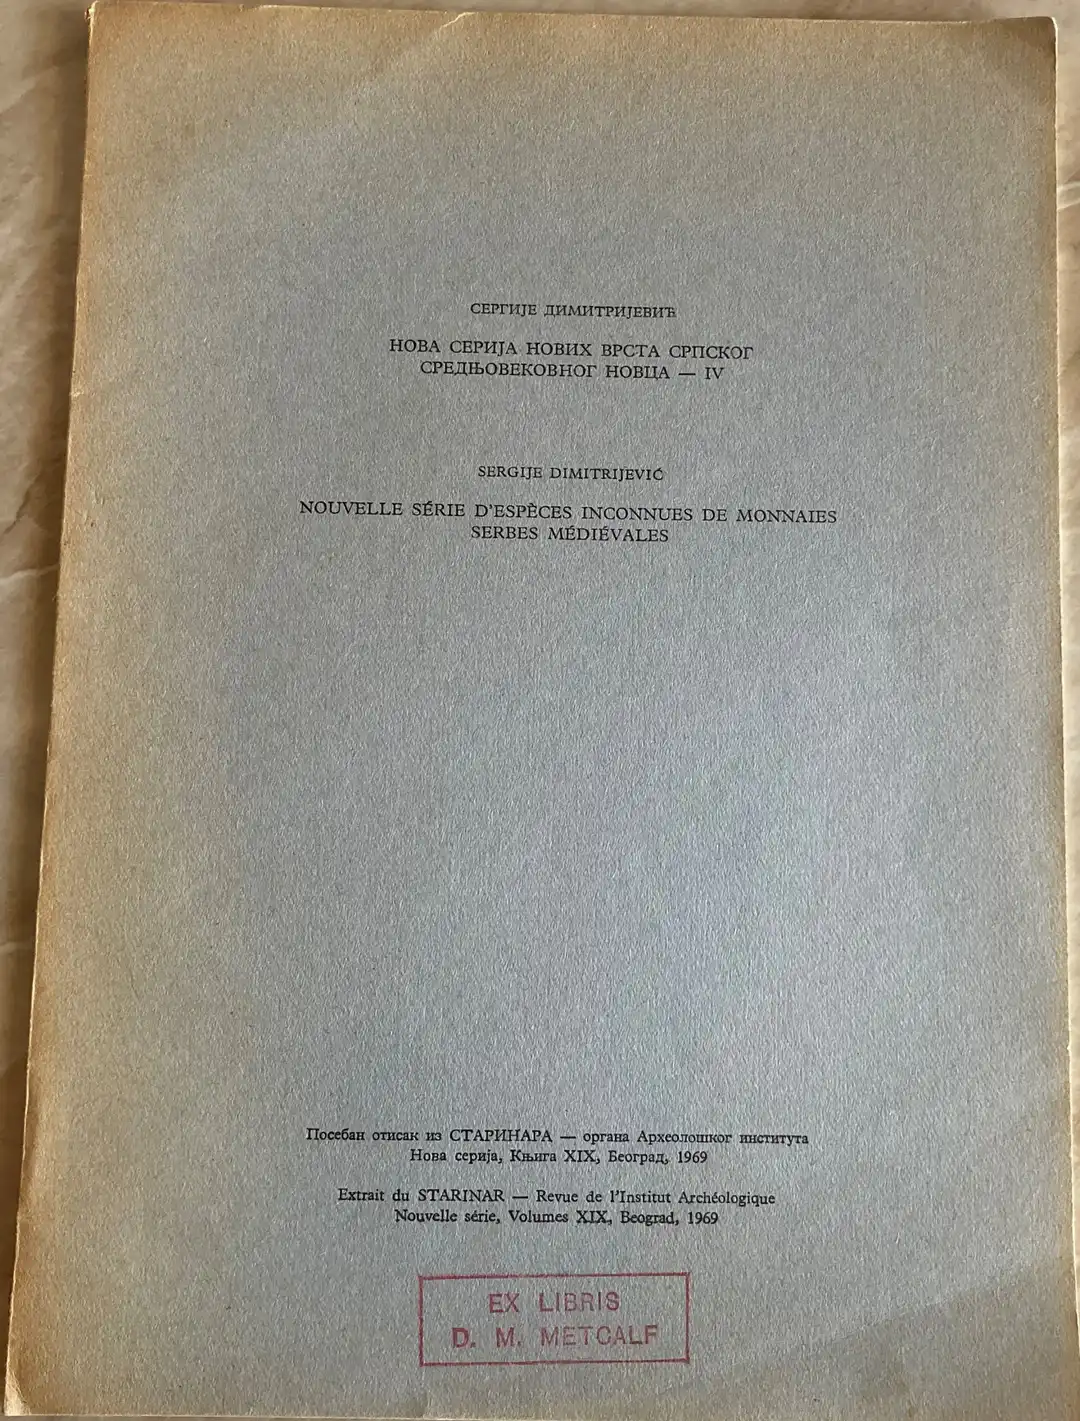 СЕРГИЈЕ ДИМИТРИЈЕВИЋ
НОВА СЕРИЈА НОВИХ ВРСТА СРПСКОГ
СРЕДЊОВЕКОВНОГ НОВЦА — IV
SERGIJE DIMITRIJEVIĆ
NOUVELLE SÉRIE D'ESPÈCES INCONNUES DE MONNAIES
SERBES MÉDIÉVALES
Посебан отисак из СТАРИНАРА — органа Археолошког института
Нова серија, Књига XIX, Београд, 1969
Extrait du STARINAR — Revue de l'Institut Archéologique
Nouvelle série, Volumes XIX, Beograd, 1969
EX LIBRIS
D. M. METCALF